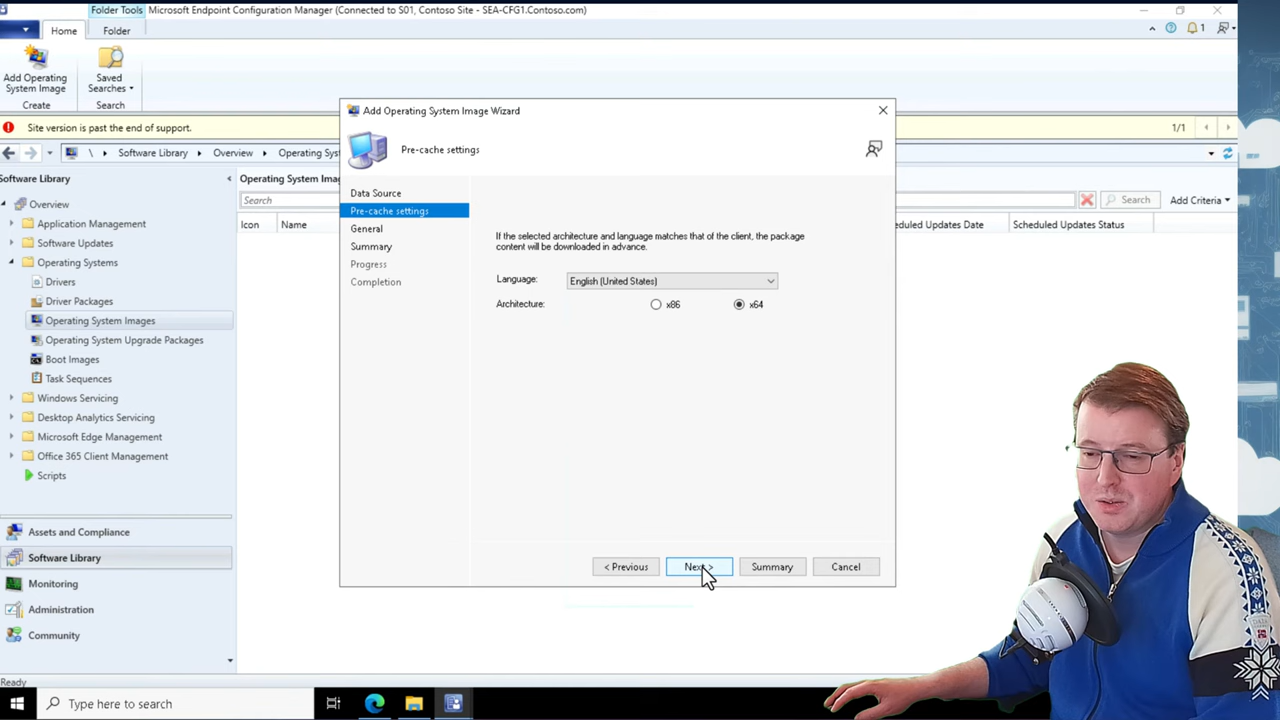 Folder Tools
Microsoft Endpoint Configuration Manager (Connected to S01, Contoso Site - SEA-CFG1.Contoso.com)
Home
Folder
1
Add Operating
System Image
Saved
Searches
Create
Search
Site version is past the end of support.
1/1
\
Software Library
Overview
Operating Sys
Software Library
Overview
Application Management
Software Updates
Operating Systems
Drivers
Driver Packages
Operating System Images
Operating System Upgrade Packages
Boot Images
Task Sequences
Windows Servicing
Desktop Analytics Servicing
Microsoft Edge Management
Office 365 Client Management
Scripts
Assets and Compliance
Software Library
Monitoring
Administration
Community
Operating System Ima
Search
Search
Add Criteria
Icon
Name
eduled Updates Date
Scheduled Updates Status
Add Operating System Image Wizard
Pre-cache settings
Data Source
Pre-cache settings
General
Summary
Progress
Completion
If the selected architecture and language matches that of the client, the package
content will be downloaded in advance.
Language:
English (United States)
Architecture:
x86
x64
< Previous
Next >
Summary
Cancel
Ready
Type here to search